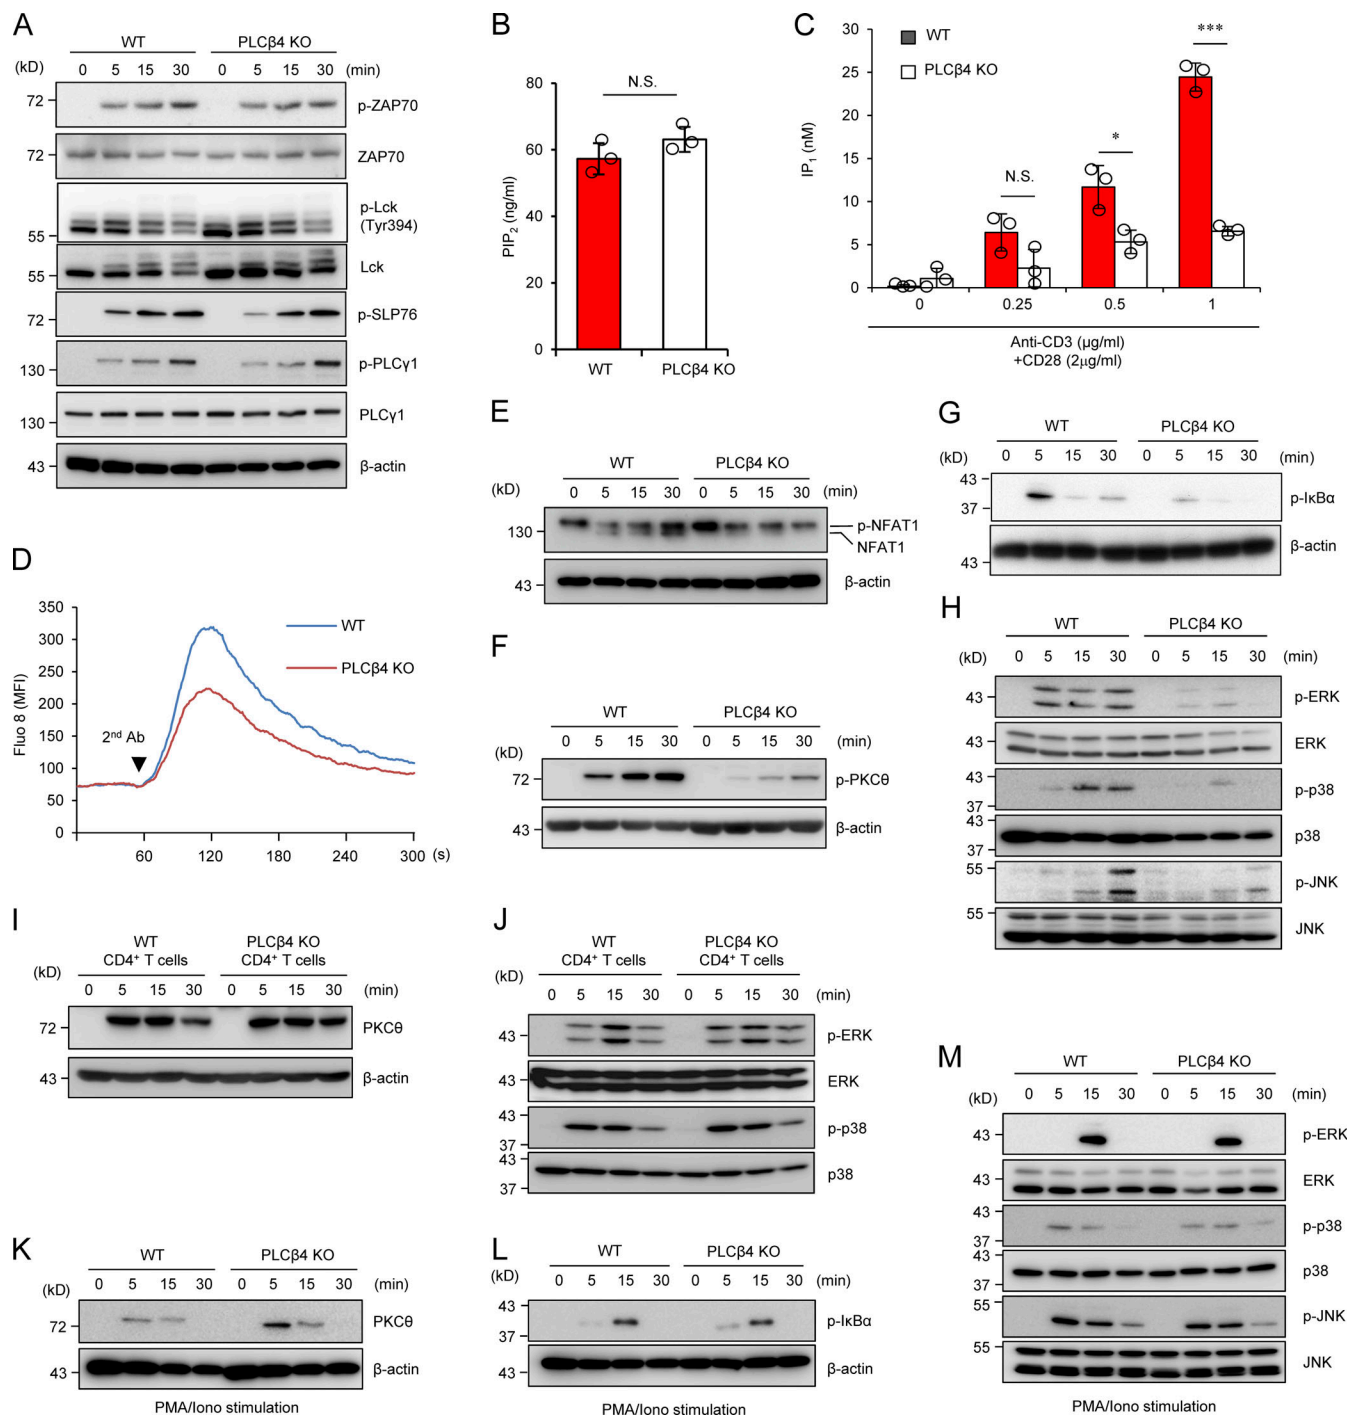 A
WT PLCβ4 KO
(kD) 0 5 15 30 0 5 15 30 (min)
72 p-ZAP70
72 ZAP70
p-Lck
(Tyr394)
55
55 Lck
72 p-SLP76
130 p-PLCγ1
130 PLCγ1
43 β-actin
B
80
60
40
20
0
PIP2 (ng/ml)
N.S.
WT PLCβ4 KO
C
WT
PLCβ4 KO
30
25
20
15
10
5
0
IP1 (nM)
N.S.
*
***
0 0.25 0.5 1
Anti-CD3 (μg/ml)
+CD28 (2μg/ml)
D
350
300
250
200
150
100
50
0
Fluo 8 (MFI)
WT
PLCβ4 KO
2nd Ab
60 120 180 240 300 (s)
E
WT PLCβ4 KO
(kD) 0 5 15 30 0 5 15 30 (min)
130 p-NFAT1
NFAT1
43 β-actin
F
WT PLCβ4 KO
(kD) 0 5 15 30 0 5 15 30 (min)
72 p-PKCθ
43 β-actin
G
WT PLCβ4 KO
(kD) 0 5 15 30 0 5 15 30 (min)
43
37
p-IκBα
43 β-actin
H
WT PLCβ4 KO
(kD) 0 5 15 30 0 5 15 30 (min)
43 p-ERK
43 ERK
43
37
p-p38
43
37
p38
55 p-JNK
55 JNK
I
WT PLCβ4 KO
CD4+ T cells CD4+ T cells
(kD) 0 5 15 30 0 5 15 30 (min)
72 PKCθ
43 β-actin
J
WT PLCβ4 KO
CD4+ T cells CD4+ T cells
(kD) 0 5 15 30 0 5 15 30 (min)
43 p-ERK
43 ERK
43
37
p-p38
37 p38
K
WT PLCβ4 KO
(kD) 0 5 15 30 0 5 15 30 (min)
72 PKCθ
43 β-actin
PMA/Iono stimulation
L
WT PLCβ4 KO
(kD) 0 5 15 30 0 5 15 30 (min)
43
37
p-IκBα
43 β-actin
PMA/Iono stimulation
M
WT PLCβ4 KO
(kD) 0 5 15 30 0 5 15 30 (min)
43 p-ERK
43 ERK
43
37
p-p38
43
37
p38
55 p-JNK
55 JNK
PMA/Iono stimulation